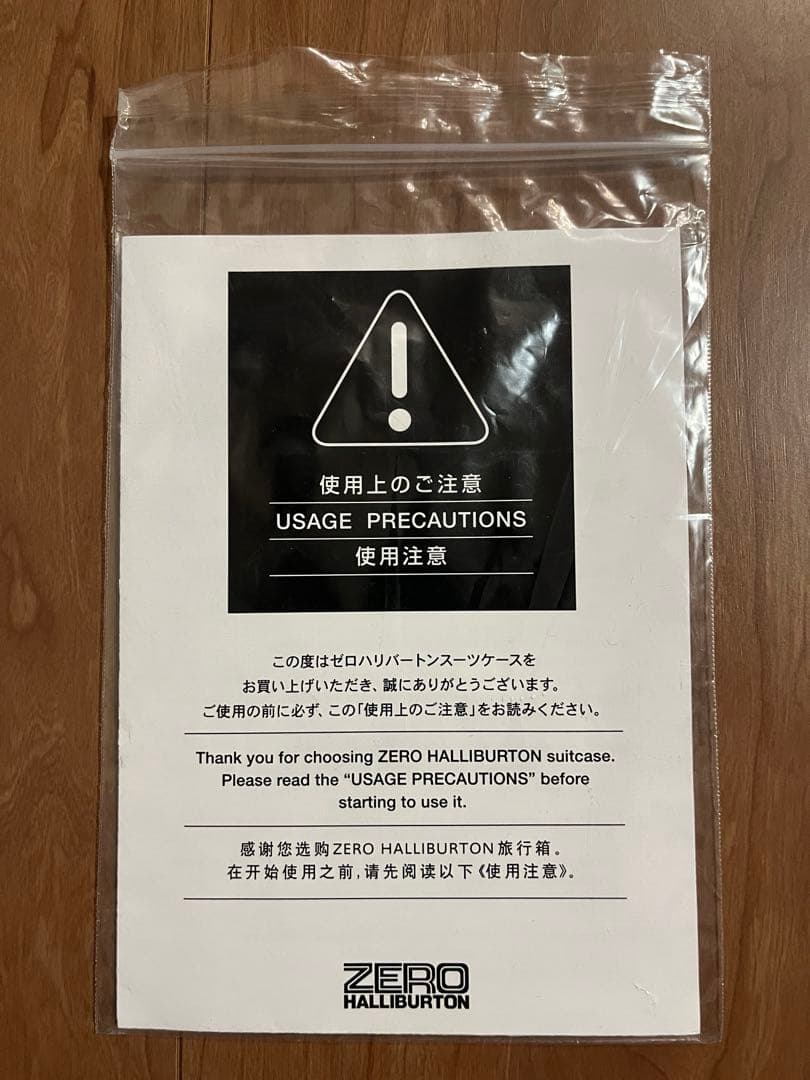 使用上のご注意
USAGE PRECAUTIONS
使用注意
この度はゼロハリバートンスーツケースを
お買い上げいただき、誠にありがとうございます。
ご使用の前に必ず、この「使用上のご注意」をお読みください。
Thank you for choosing ZERO HALLIBURTON suitcase.
Please read the “USAGE PRECAUTIONS” before
starting to use it.
感谢您选购ZERO HALLIBURTON旅行箱。
在开始使用之前,请先阅读以下《使用注意》。
ZERO
HALLIBURTON